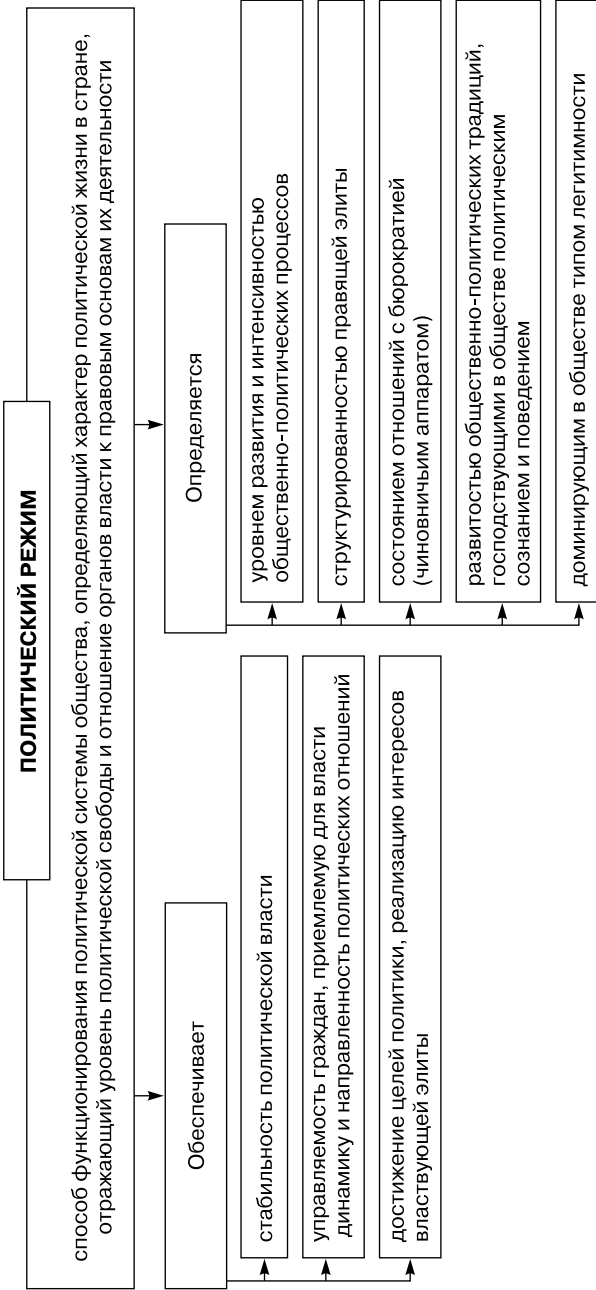 ПОЛИТИЧЕСКИЙ РЕЖИМ
способ функционирования политической системы общества, определяющий характер политической жизни в стране,
отражающий уровень политической свободы и отношение органов власти к правовым основам их деятельности
Обеспечивает
стабильность политической власти
управляемость граждан, приемлемую для власти
динамику и направленность политических отношений
достижение целей политики, реализацию интересов
властвующей элиты
Определяется
уровнем развития и интенсивностью
общественно-политических процессов
структурированностью правящей элиты
состоянием отношений с бюрократией
(чиновничьим аппаратом)
развитостью общественно-политических традиций,
господствующими в обществе политическим
сознанием и поведением
доминирующим в обществе типом легитимности